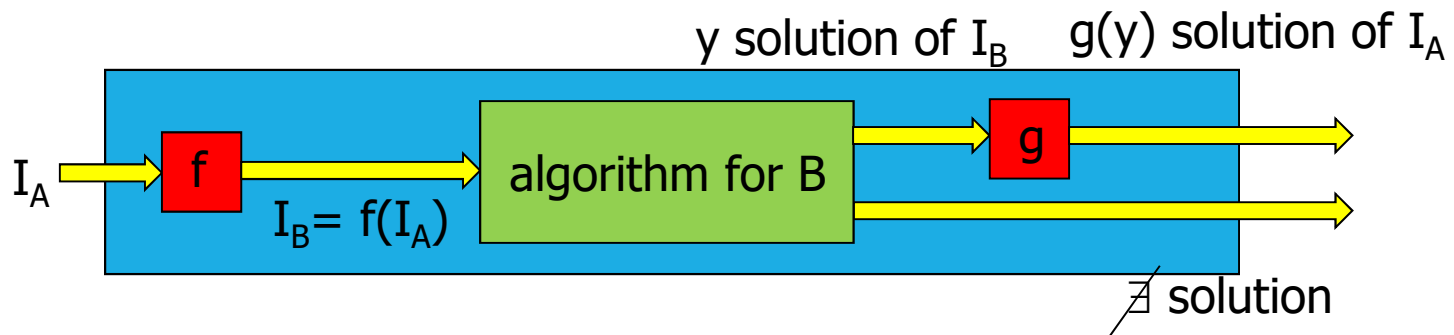 y solution of I_B
g(y) solution of I_A
I_A
f
I_B= f(I_A)
algorithm for B
g
∄ solution